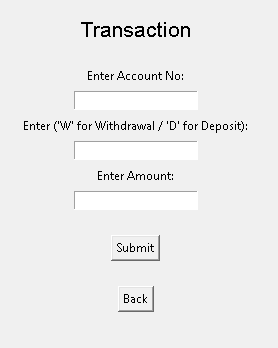 Transaction
Enter Account No:
Enter ('W' for Withdrawal / 'D' for Deposit):
Enter Amount:
Submit
Back